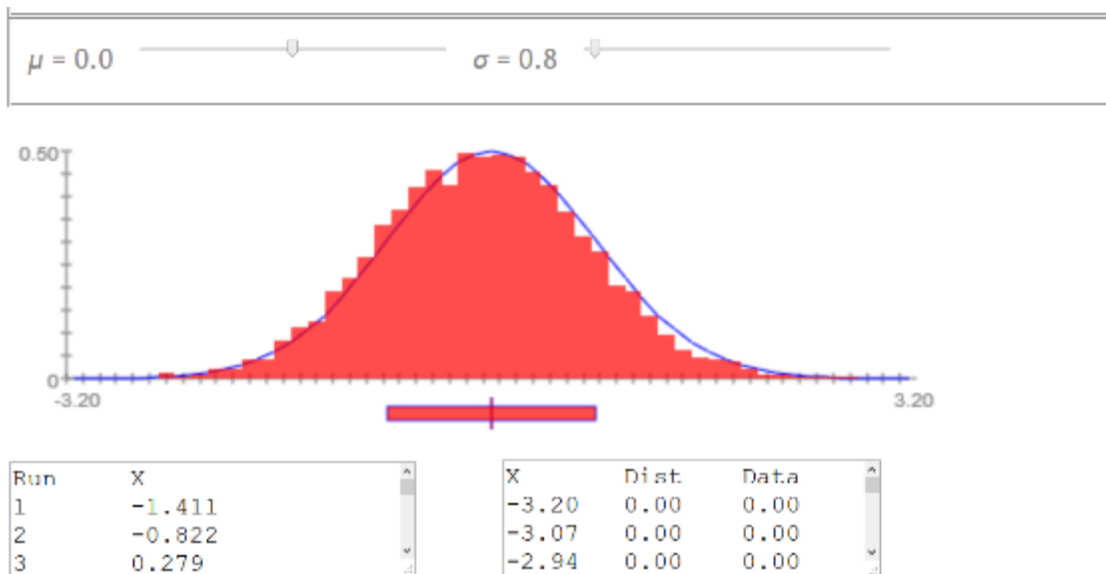 μ = 0.0 σ = 0.8
0.50
0
-3.20 3.20
Run X
1 -1.411
2 -0.822
3 0.279
X Dist Data
-3.20 0.00 0.00
-3.07 0.00 0.00
-2.94 0.00 0.00